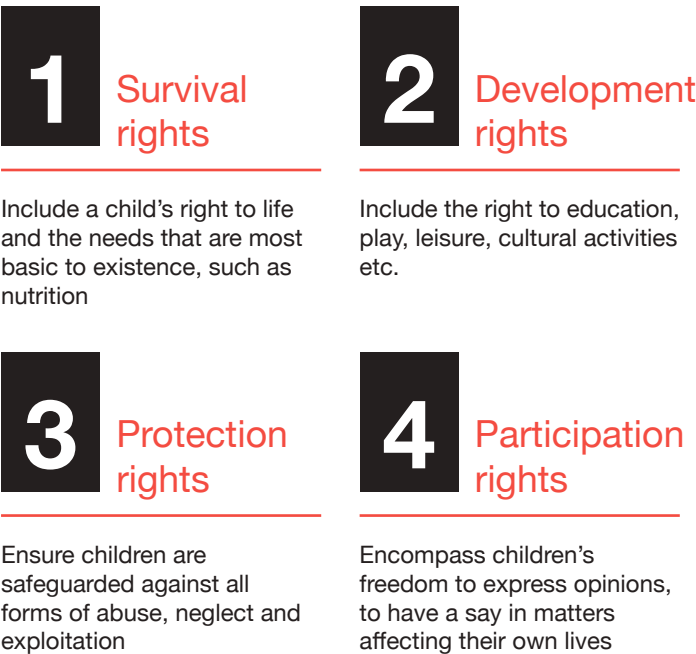 1
Survival
rights
Include a child’s right to life
and the needs that are most
basic to existence, such as
nutrition
2
Development
rights
Include the right to education,
play, leisure, cultural activities
etc.
3
Protection
rights
Ensure children are
safeguarded against all
forms of abuse, neglect and
exploitation
4
Participation
rights
Encompass children’s
freedom to express opinions,
to have a say in matters
affecting their own lives